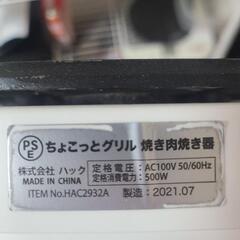 PSE ちょこっとグリル 焼き肉焼き器
株式会社 ハック
MADE IN CHINA
定格電圧：AC100V 50/60Hz
定格消費電力：500W
ITEM No.HAC2932A 製造：2021.07